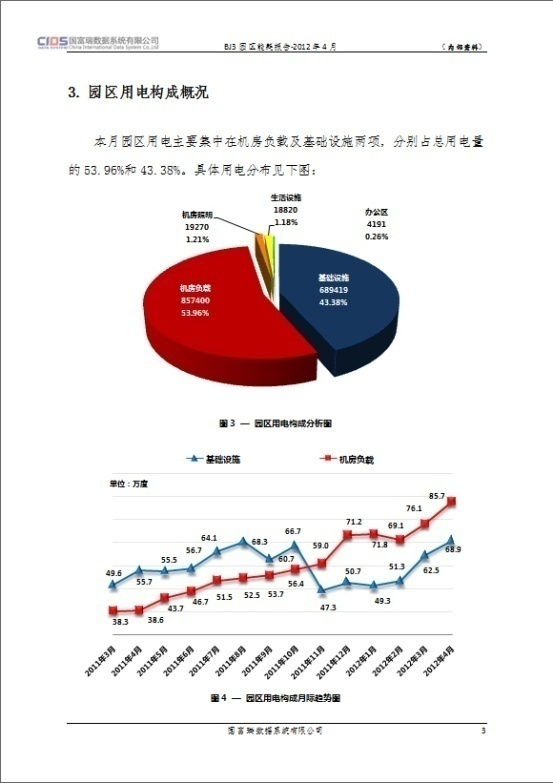 CIDS 国富瑞数据系统有限公司
China International Data System Co.,Ltd
BJ3 园区能耗报告-2012 年 4 月
（内部资料）
3. 园区用电构成概况
本月园区用电主要集中在机房负载及基础设施两项，分别占总用电量
的 53.96%和 43.38%。具体用电分布见下图：
生活设施
18820
1.18%
机房照明
19270
1.21%
办公区
4191
0.26%
基础设施
689419
43.38%
机房负载
857400
53.96%
图 3 — 园区用电构成分析图
基础设施 机房负载
单位：万度
49.6 55.7 55.5 56.7 64.1 68.3 60.7 66.7 47.3 50.7 49.3 51.3 62.5 68.9
38.3 38.6 43.7 46.7 51.5 52.5 53.7 56.4 59.0 71.2 71.8 69.1 76.1 85.7
2011年3月 2011年4月 2011年5月 2011年6月 2011年7月 2011年8月 2011年9月 2011年10月 2011年11月 2011年12月 2012年1月 2012年2月 2012年3月 2012年4月
图 4 — 园区用电构成月际趋势图
国富瑞数据系统有限公司
3